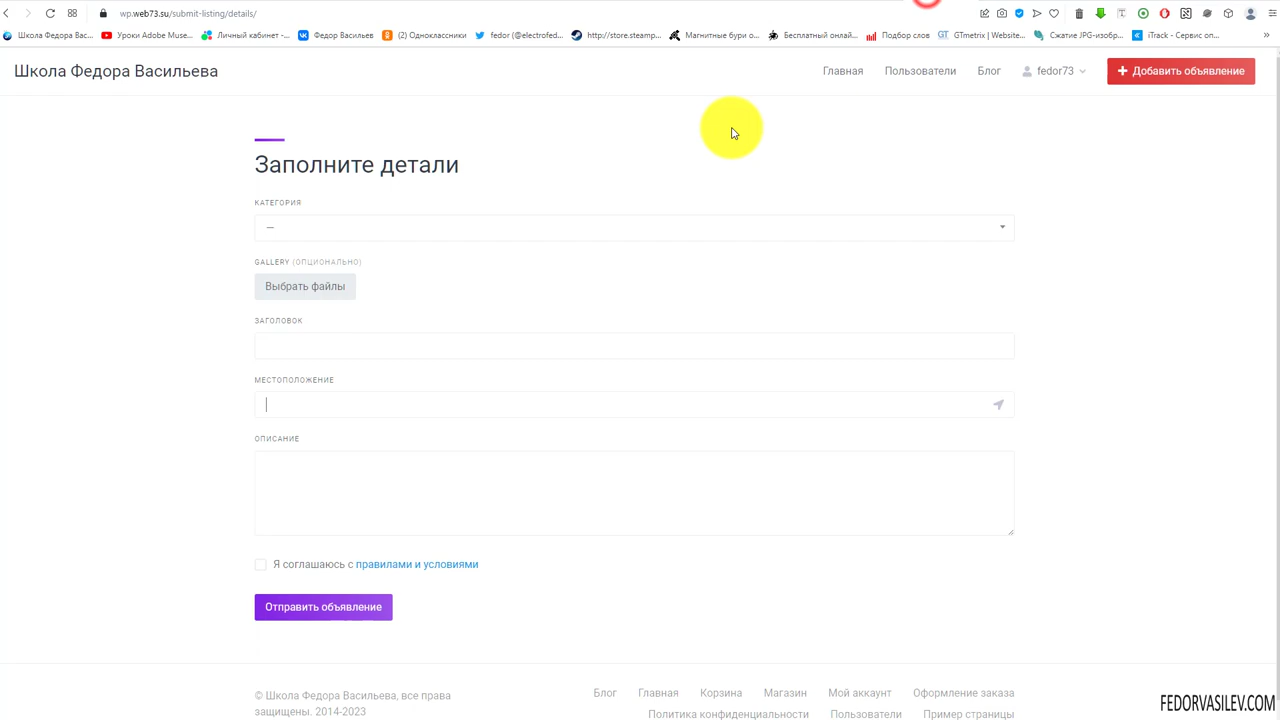 wp.web73.su/submit-listing/details/
Школа Федора Вас...
Уроки Adobe Muse...
Личный кабинет -...
Федор Васильев
(2) Одноклассники
fedor (@electrofed...
http://store.steamp...
Магнитные бури о...
Бесплатный онлай...
Подбор слов
GT GTmetrix | Website...
Сжатие JPG-изобр...
iTrack - Сервис оп...
»
Школа Федора Васильева
Главная
Пользователи
Блог
fedor73
+ Добавить объявление
Заполните детали
КАТЕГОРИЯ
—
GALLERY (ОПЦИОНАЛЬНО)
Выбрать файлы
ЗАГОЛОВОК
МЕСТОПОЛОЖЕНИЕ
ОПИСАНИЕ
Я соглашаюсь с правилами и условиями
Отправить объявление
© Школа Федора Васильева, все права
защищены. 2014-2023
Блог Главная Корзина Магазин Мой аккаунт Оформление заказа
Политика конфиденциальности Пользователи Пример страницы
FEDORVASILEV.COM